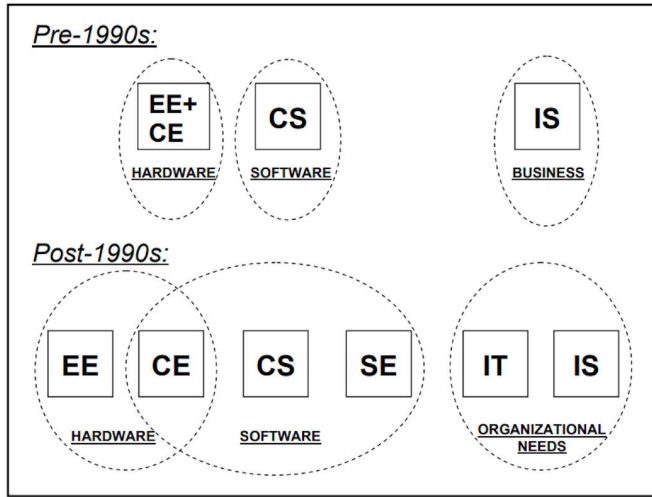 Pre-1990s:
EE+
CE
CS
IS
HARDWARE
SOFTWARE
BUSINESS
Post-1990s:
EE
CE
CS
SE
IT
IS
HARDWARE
SOFTWARE
ORGANIZATIONAL
NEEDS